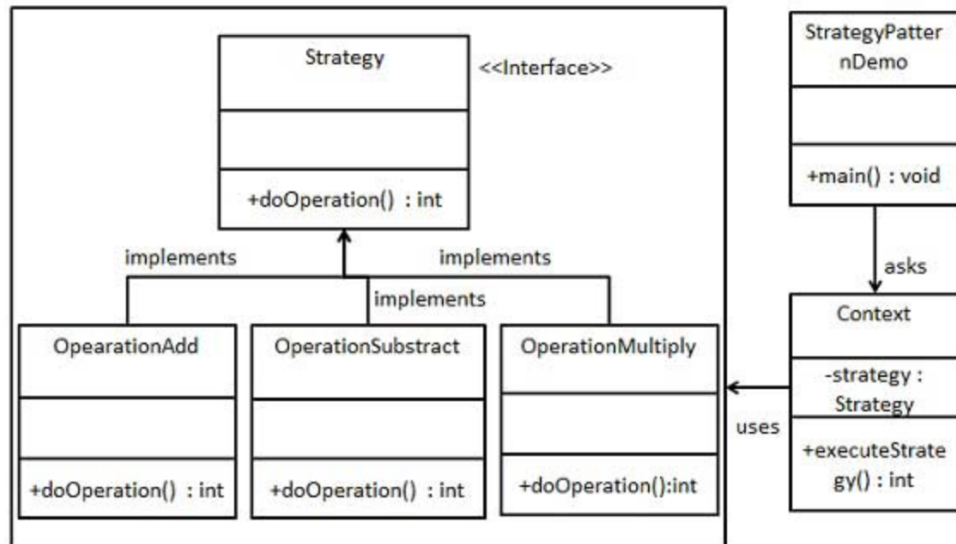 Strategy
<<Interface>>
+doOperation() : int
implements
implements
implements
OpearationAdd
+doOperation() : int
OperationSubstract
+doOperation() : int
OperationMultiply
+doOperation():int
StrategyPatter
nDemo
+main() : void
asks
Context
-strategy :
Strategy
+executeStrate
gy() : int
uses